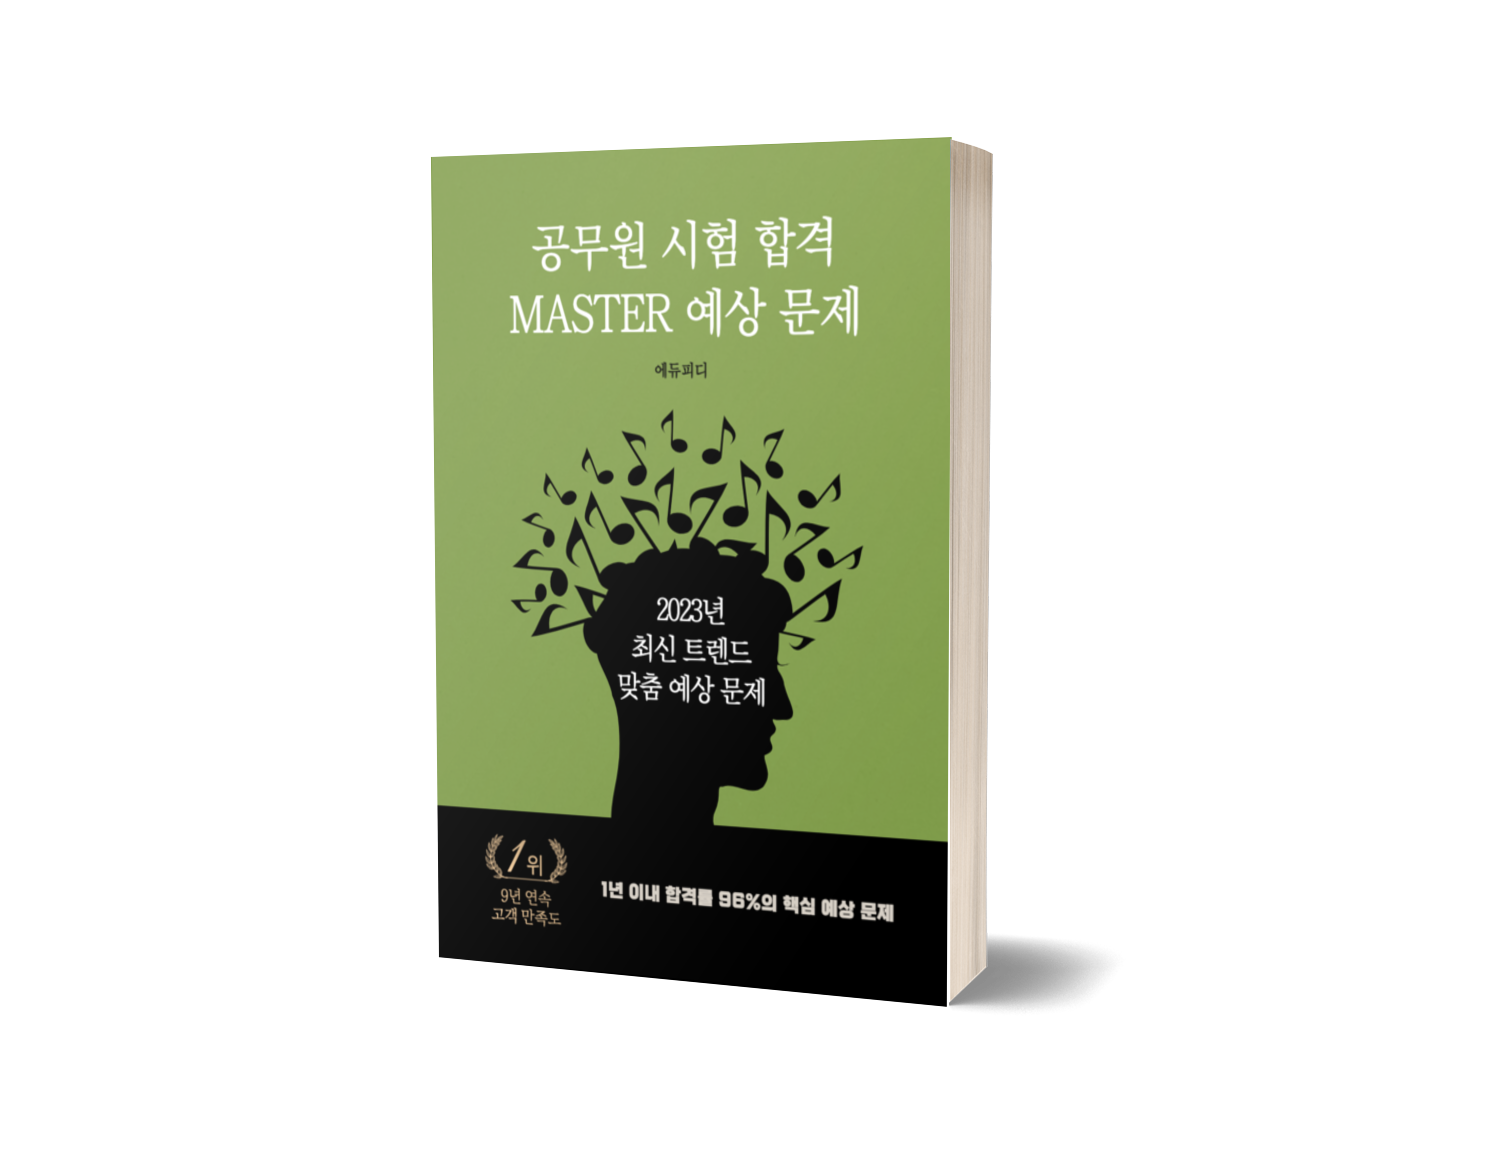 공무원 시험 합격
MASTER 예상 문제
에듀피디
2023년
최신 트렌드
맞춤 예상 문제
1위
9년 연속
고객 만족도
1년 이내 합격률 96%의 핵심 예상 문제